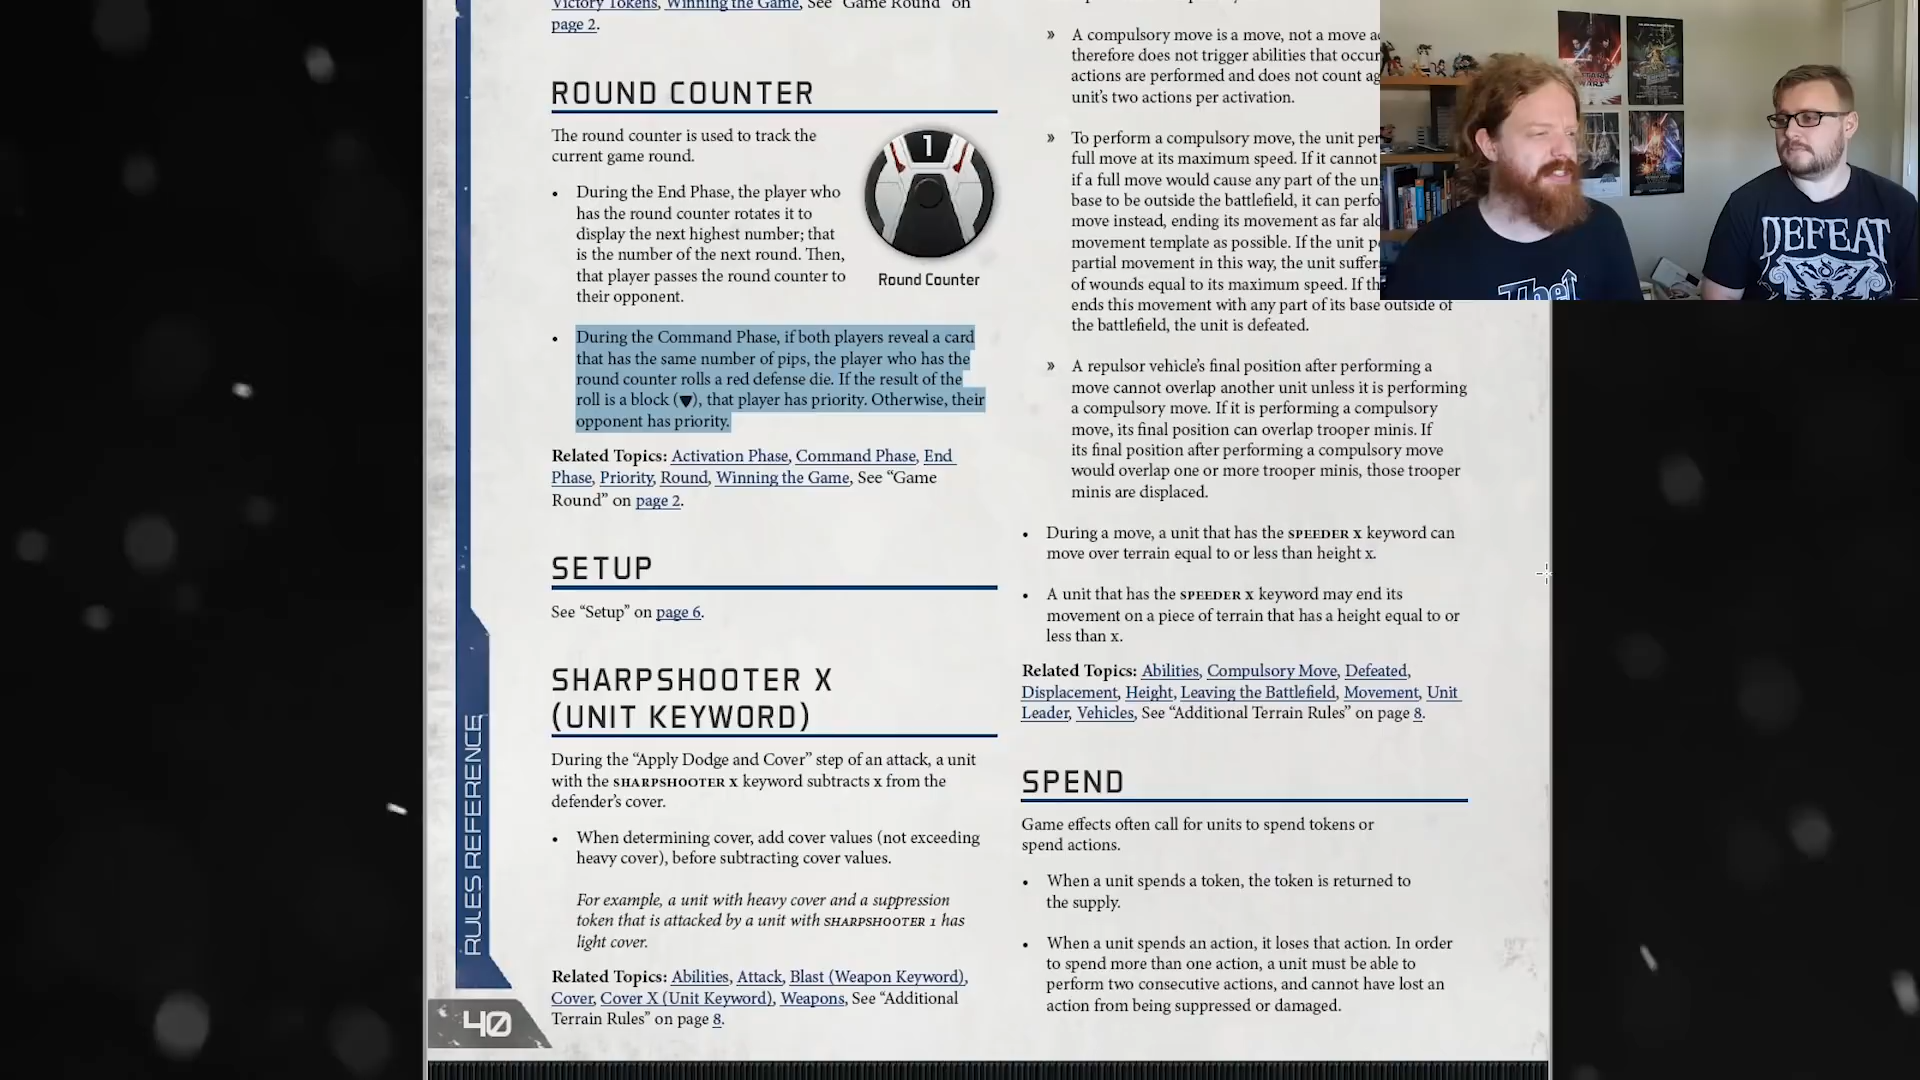 Victory Tokens, Winning the Game, See "Game Round" on
page 2.
ROUND COUNTER
The round counter is used to track the
current game round.
• During the End Phase, the player who
has the round counter rotates it to
display the next highest number; that
is the number of the next round. Then,
that player passes the round counter to
their opponent.
1
Round Counter
• During the Command Phase, if both players reveal a card
that has the same number of pips, the player who has the
round counter rolls a red defense die. If the result of the
roll is a block (▼), that player has priority. Otherwise, their
opponent has priority.
Related Topics: Activation Phase, Command Phase, End
Phase, Priority, Round, Winning the Game, See “Game
Round” on page 2.
SETUP
See “Setup” on page 6.
SHARPSHOOTER X
(UNIT KEYWORD)
During the “Apply Dodge and Cover” step of an attack, a unit
with the SHARPSHOOTER X keyword subtracts x from the
defender’s cover.
• When determining cover, add cover values (not exceeding
heavy cover), before subtracting cover values.
For example, a unit with heavy cover and a suppression
token that is attacked by a unit with SHARPSHOOTER 1 has
light cover.
Related Topics: Abilities, Attack, Blast (Weapon Keyword),
Cover, Cover X (Unit Keyword), Weapons, See “Additional
Terrain Rules” on page 8.
RULES REFERENCE
40
» A compulsory move is a move, not a move
therefore does not trigger abilities that occur
actions are performed and does not count
unit’s two actions per activation.
» To perform a compulsory move, the unit
full move at its maximum speed. If it cannot
if a full move would cause any part of the
base to be outside the battlefield, it can
move instead, ending its movement as far
movement template as possible. If the unit
partial movement in this way, the unit
of wounds equal to its maximum speed. If
ends this movement with any part of its base outside of
the battlefield, the unit is defeated.
» A repulsor vehicle’s final position after performing a
move cannot overlap another unit unless it is performing
a compulsory move. If it is performing a compulsory
move, its final position can overlap trooper minis. If
its final position after performing a compulsory move
would overlap one or more trooper minis, those trooper
minis are displaced.
• During a move, a unit that has the SPEEDER X keyword can
move over terrain equal to or less than height x.
• A unit that has the SPEEDER X keyword may end its
movement on a piece of terrain that has a height equal to or
less than x.
Related Topics: Abilities, Compulsory Move, Defeated,
Displacement, Height, Leaving the Battlefield, Movement, Unit
Leader, Vehicles, See “Additional Terrain Rules” on page 8.
SPEND
Game effects often call for units to spend tokens or
spend actions.
• When a unit spends a token, the token is returned to
the supply.
• When a unit spends an action, it loses that action. In order
to spend more than one action, a unit must be able to
perform two consecutive actions, and cannot have lost an
action from being suppressed or damaged.
WARS
DEFEAT
The